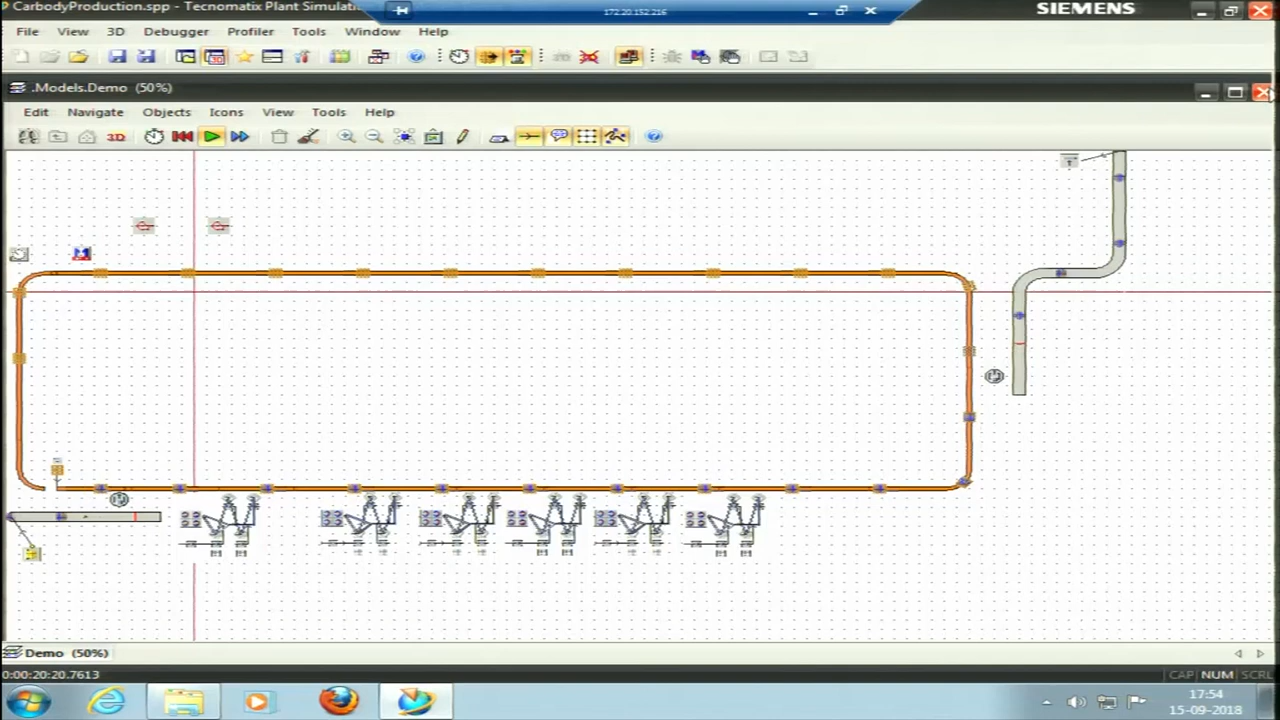 CarbodyProduction.spp - Tecnomatix Plant Simulati
172.20.152.216
SIEMENS
File View 3D Debugger Profiler Tools Window Help
.Models.Demo (50%)
Edit Navigate Objects Icons View Tools Help
3D
Demo (50%)
0:00:20:20.7613
CAP NUM SCRL
17:54
15-09-2018